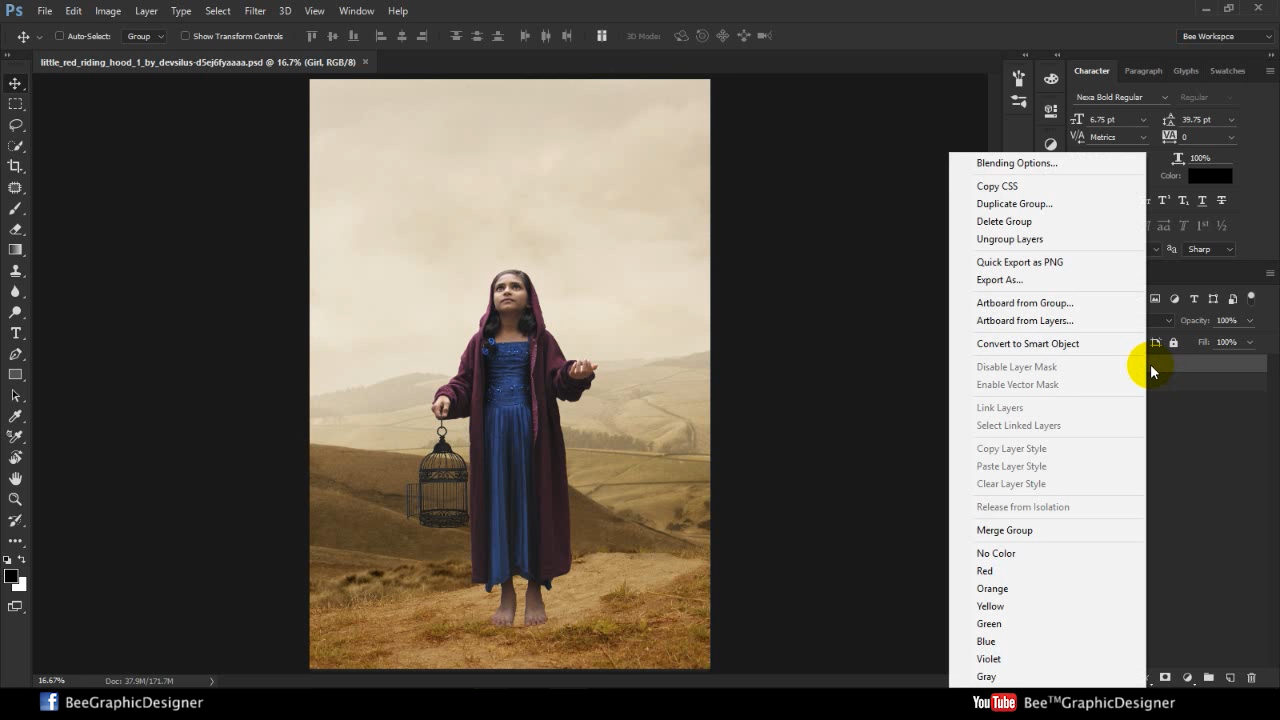 Ps File Edit Image Layer Type Select Filter 3D View Window Help
Auto-Select: Group Show Transform Controls 3D Mode: Bee Workspce
little_red_riding_hood_1_by_devsilus-d5ej6fyaaaa.psd @ 16.7% (Girl, RGB/8) ×
Character Paragraph Glyphs Swatches
Nexa Bold Regular Regular
6.75 pt 39.75 pt
Metrics 0
100%
Color:
Sharp
Opacity: 100%
Fill: 100%
Blending Options...
Copy CSS
Duplicate Group...
Delete Group
Ungroup Layers
Quick Export as PNG
Export As...
Artboard from Group...
Artboard from Layers...
Convert to Smart Object
Disable Layer Mask
Enable Vector Mask
Link Layers
Select Linked Layers
Copy Layer Style
Paste Layer Style
Clear Layer Style
Release from Isolation
Merge Group
No Color
Red
Orange
Yellow
Green
Blue
Violet
Gray
16.67% Doc: 37.9M/171.7M
BeeGraphicDesigner
YouTube Bee™GraphicDesigner